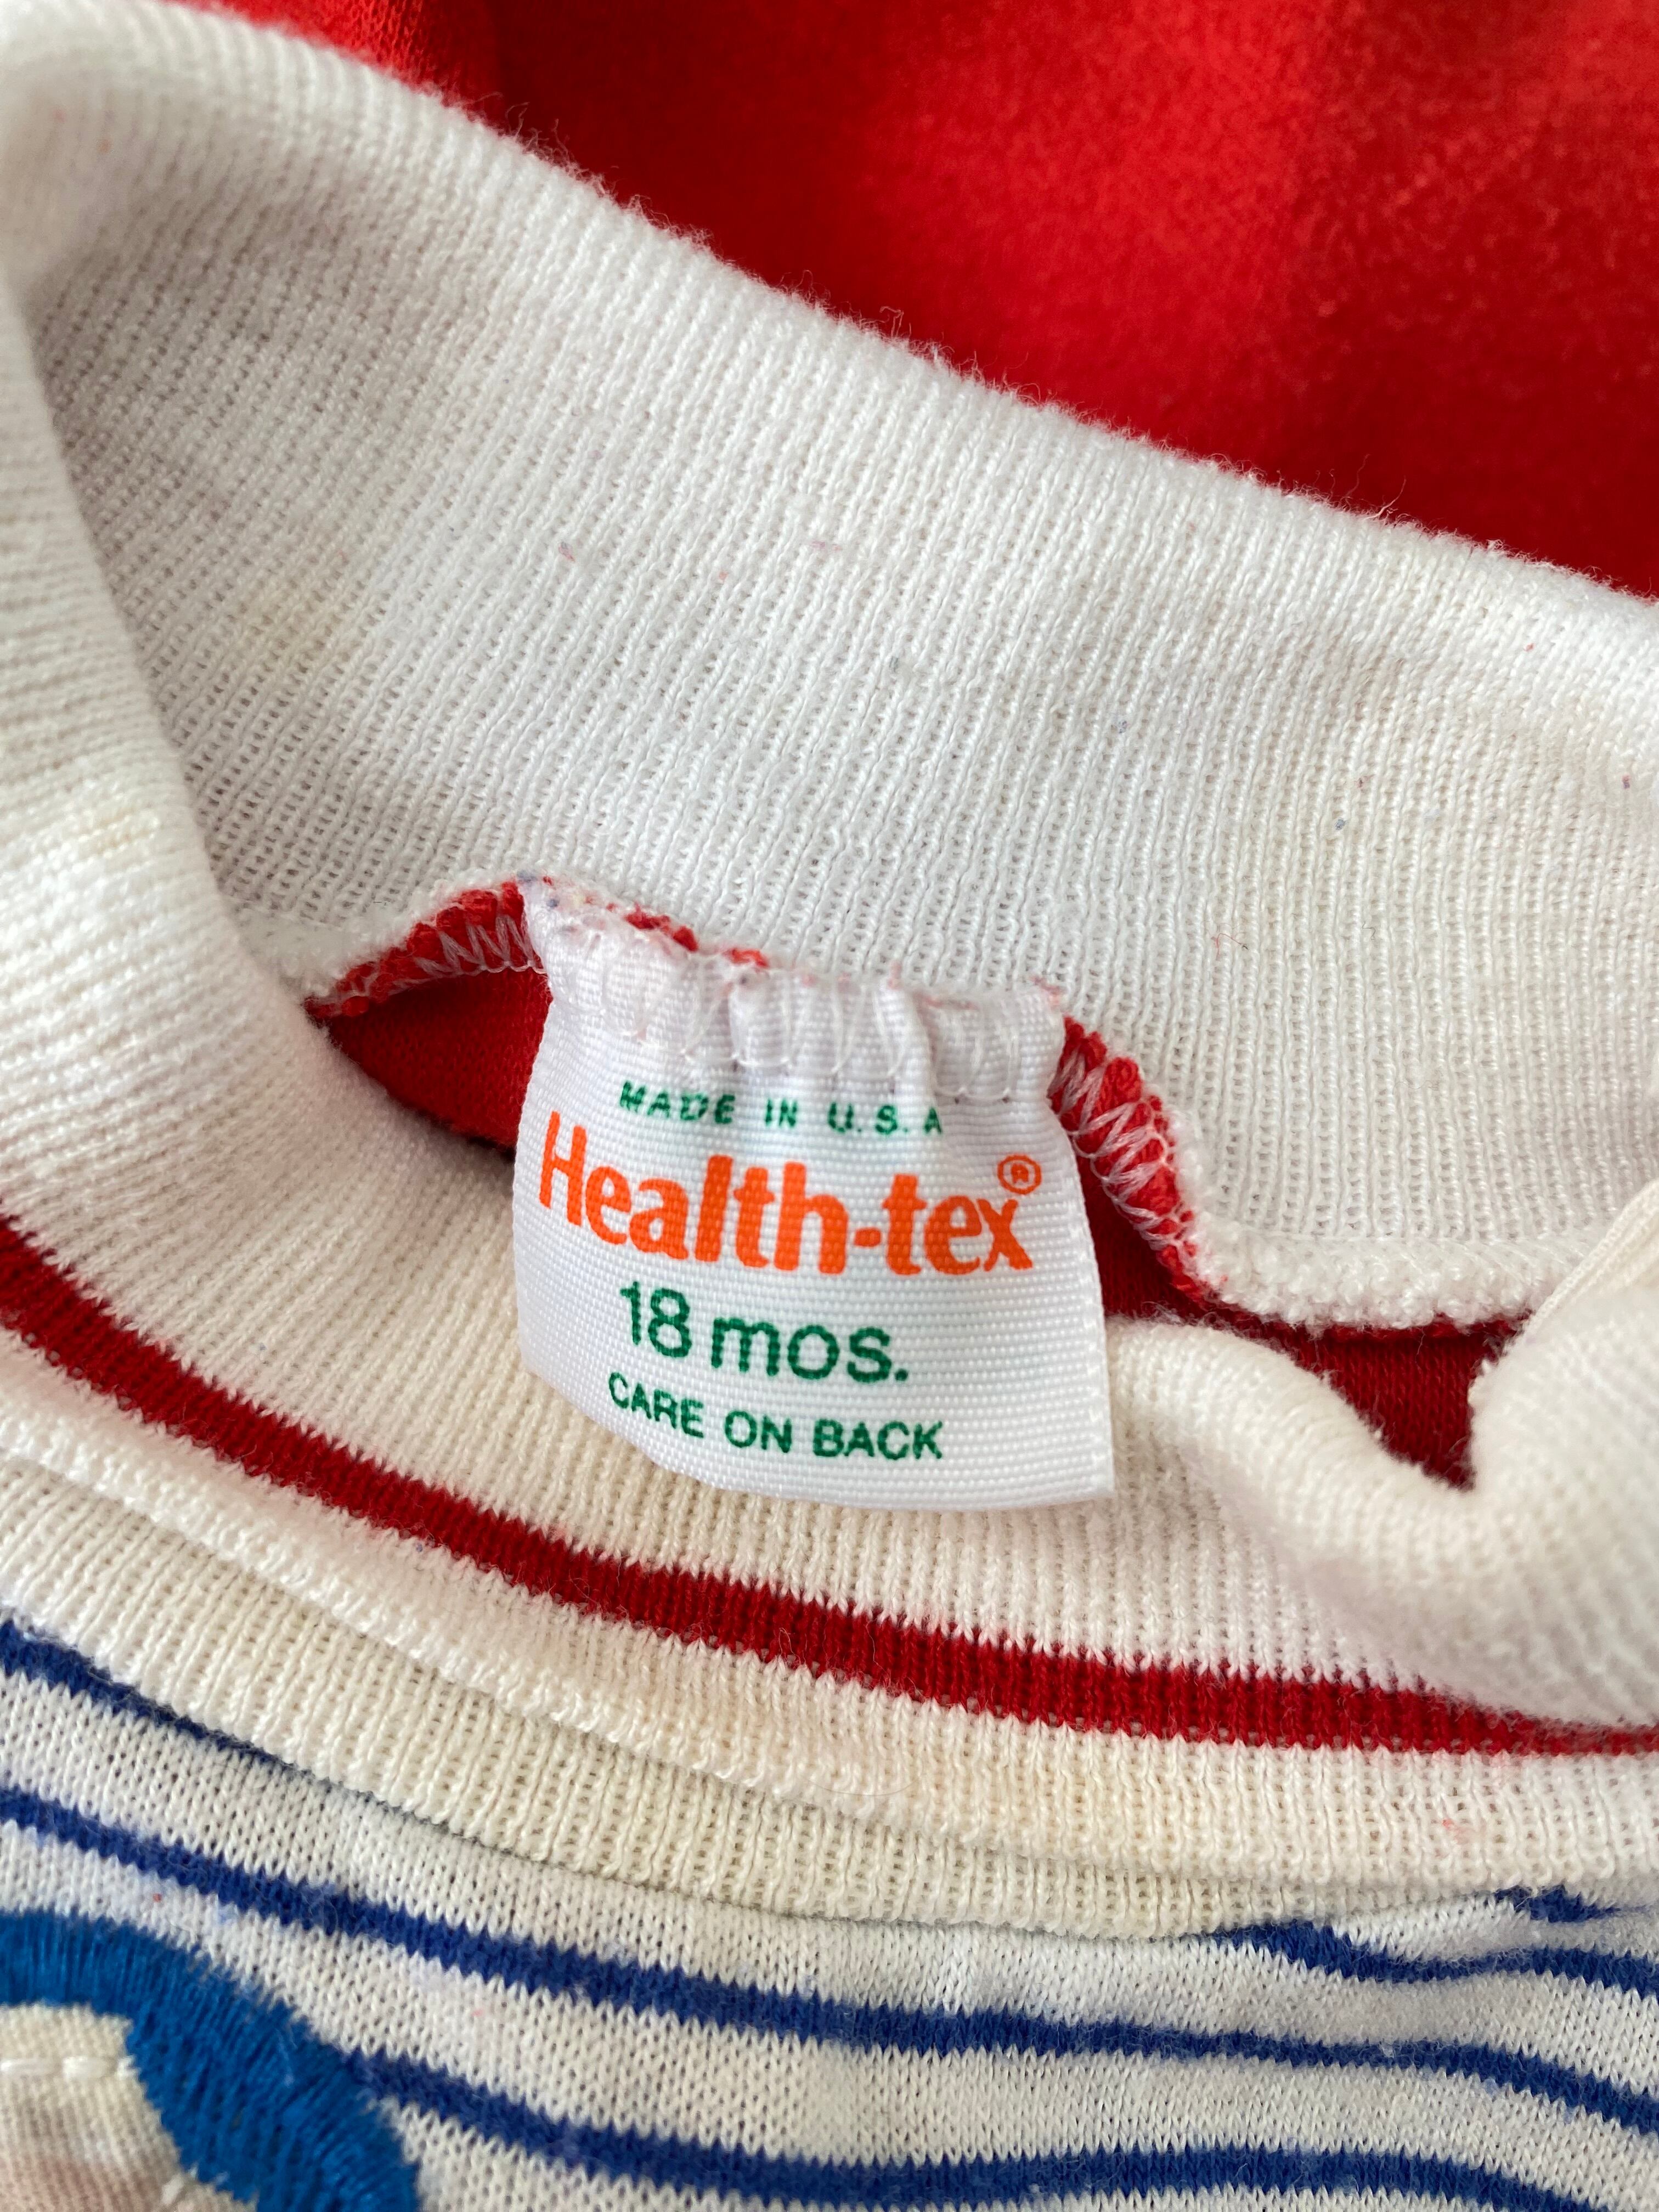 MADE IN U.S.A
Health-tex®
18 mos.
CARE ON BACK